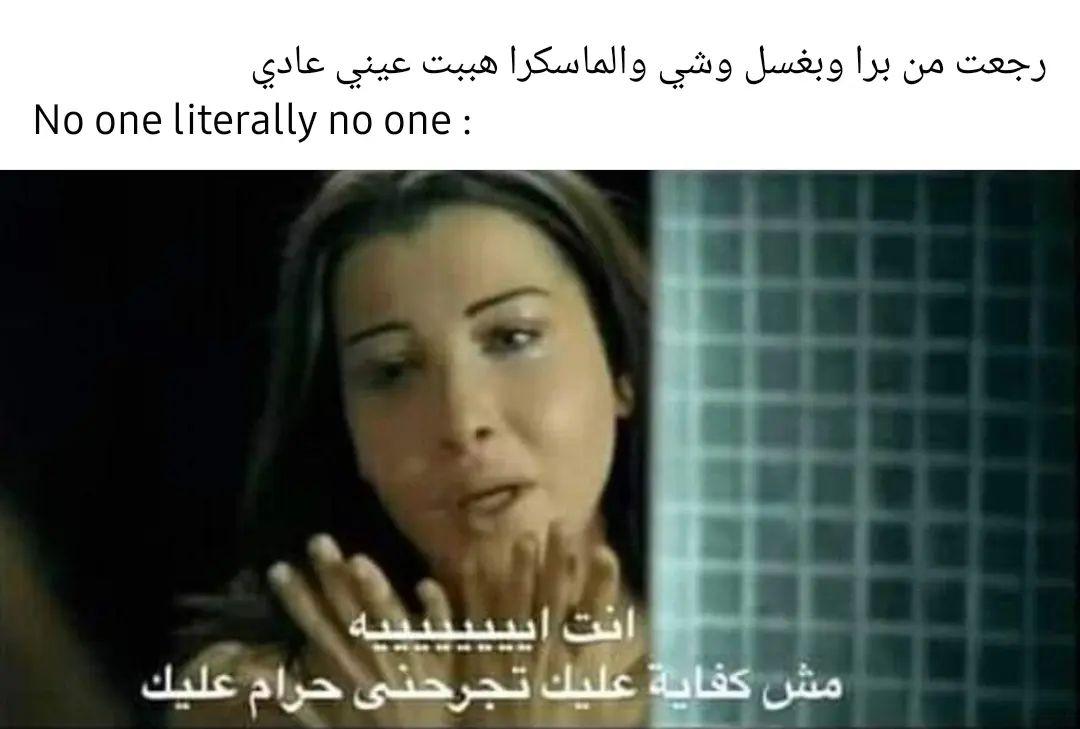 رجعت من برا وبغسل وشي والماسكرا هببت عيني عادي
No one literally no one :
انت اييييييييه
مش كفاية عليك تجرحنى حرام عليك